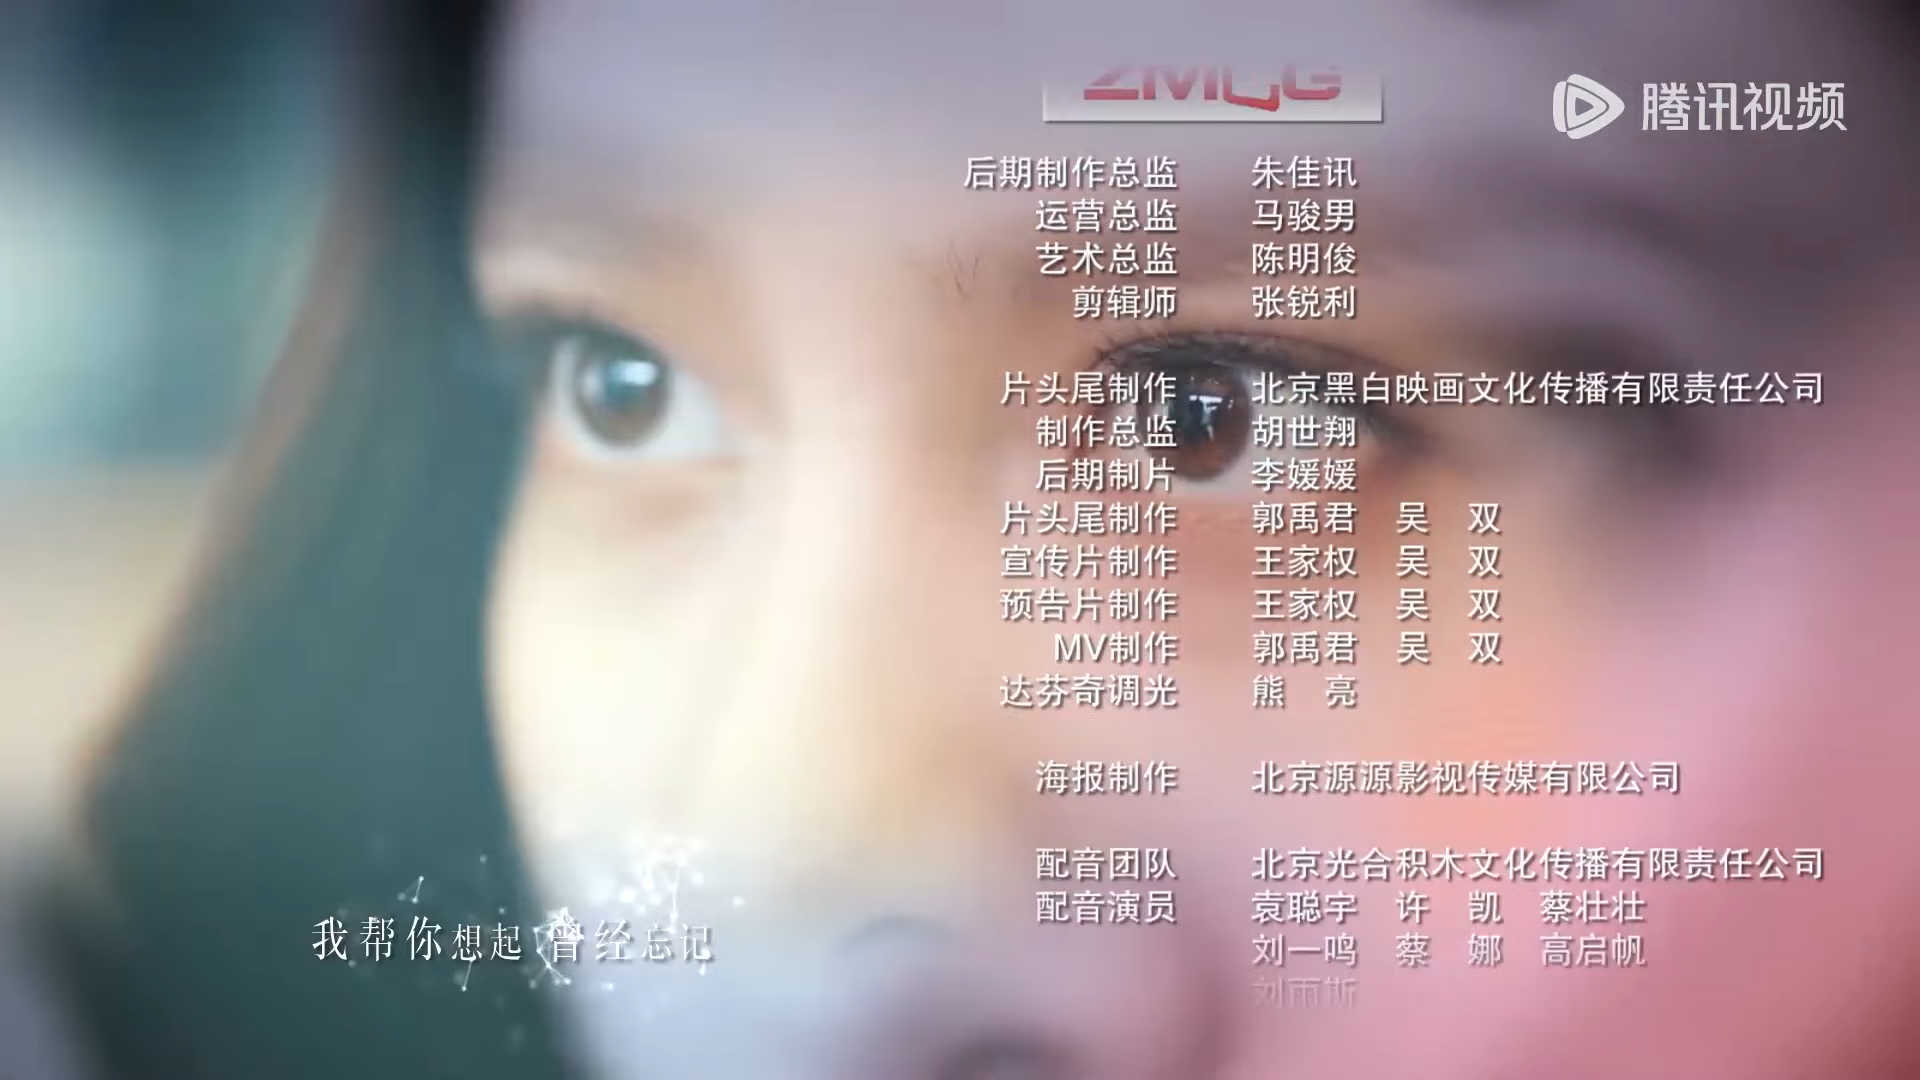 ZMCG
腾讯视频
后期制作总监 朱佳讯
运营总监 马骏男
艺术总监 陈明俊
剪辑师 张锐利
片头尾制作 北京黑白映画文化传播有限责任公司
制作总监 胡世翔
后期制片 李媛媛
片头尾制作 郭禹君 吴 双
宣传片制作 王家权 吴 双
预告片制作 王家权 吴 双
MV制作 郭禹君 吴 双
达芬奇调光 熊 亮
海报制作 北京源源影视传媒有限公司
配音团队 北京光合积木文化传播有限责任公司
配音演员 袁聪宇 许 凯 蔡壮壮
刘一鸣 蔡 娜 高启帆
刘雨斯
我帮你想起 曾经忘记